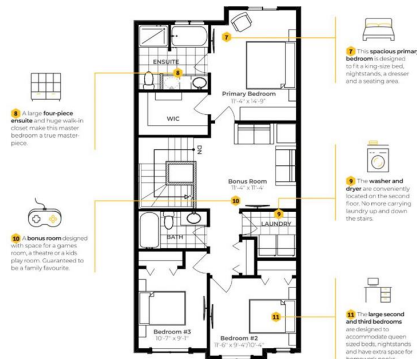 7
7 This spacious primary
bedroom is designed
to fit a king-size bed,
nightstands, a dresser
and a seating area.
8
ENSUITE
Primary Bedroom
11'-4" x 14'-9"
8 A large four-piece
ensuite and huge walk-in
closet make this master
bedroom a true master-
piece.
WIC
DN
Bonus Room
11'-4" x 11'-4
10
9 The washer and
dryer are conveniently
located on the second
floor. No more carrying
laundry up and down
the stairs.
9
LAUNDRY
BATH
10 A bonus room designed
with space for a games
room, a theatre or a kids
play room. Guaranteed to
be a family favourite.
11
11 The large second
and third bedrooms
are designed to
accommodate queen
sized beds, nightstands
and have extra space for
Bedroom #3
10'-7" x 9'-1"
Bedroom #2